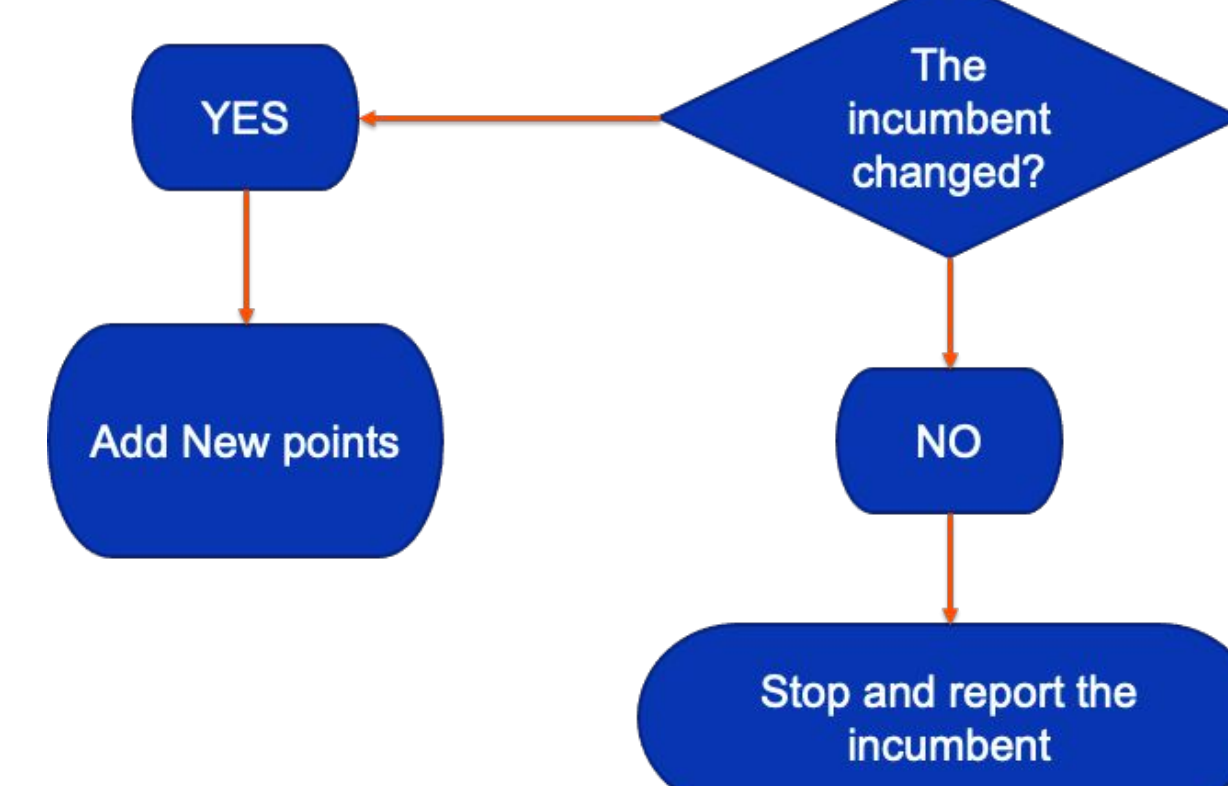 YES
The
incumbent
changed?
Add New points
NO
Stop and report the
incumbent